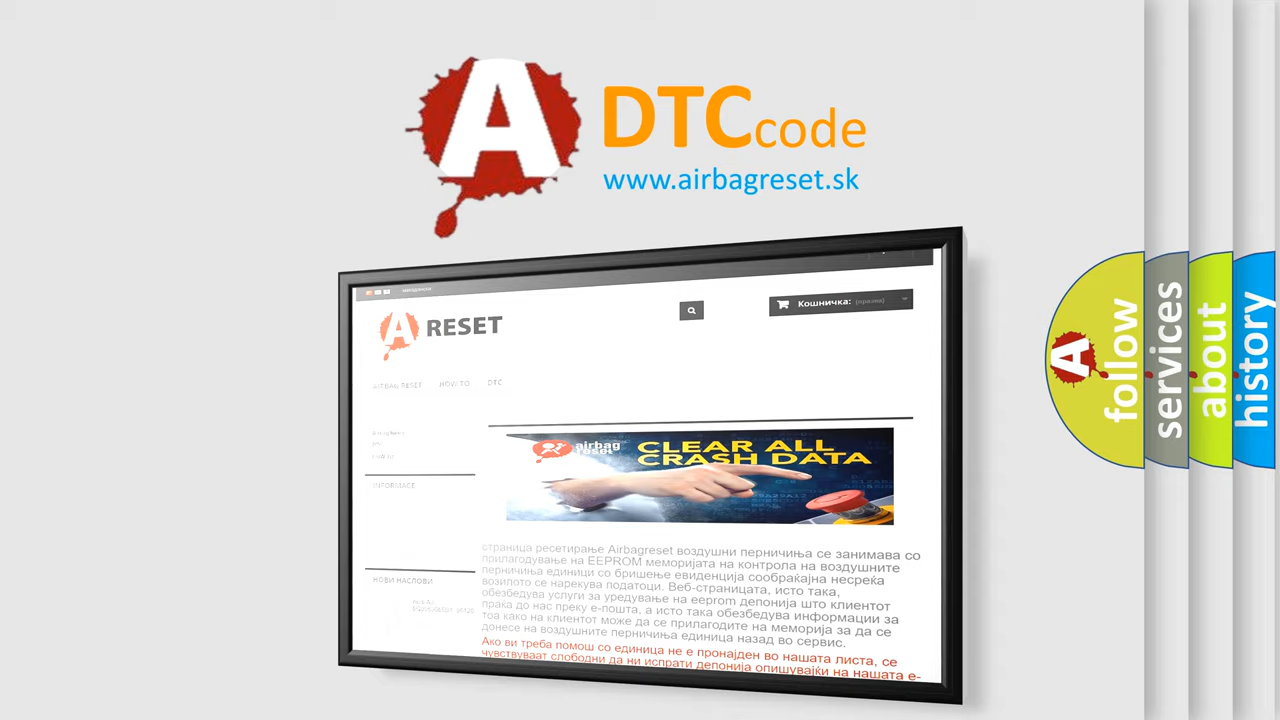 A
DTCcode
www.airbagreset.sk
Кошничка: (празни)
A RESET
AIRBAG RESET HOW TO DTC
airbag
reset
CLEAR ALL
CRASH DATA
INFORMACE
НОВИ НАСЛОВИ
страница ресетирање Airbagreset воздушни перничиња се занимава со
прилагодување на EEPROM меморијата на контрола на воздушните
перничиња единици со бришење евиденција сообраќајна несреќа
возилото се нарекува податоци. Веб-страницата, исто така,
обезбедува услуги за уредување на eeprom депонија што клиентот
праќа до нас преку е-пошта, а исто така обезбедува информации за
тоа како на клиентот може да се прилагодите на меморија за да се
донесе на воздушните перничиња единица назад во сервис.
Ако ви треба помош со единица не е пронајден во нашата листа, се
чувствуваат слободни да ни испрати депонија опишувајќи на нашата е-
A
follow
services
about
history